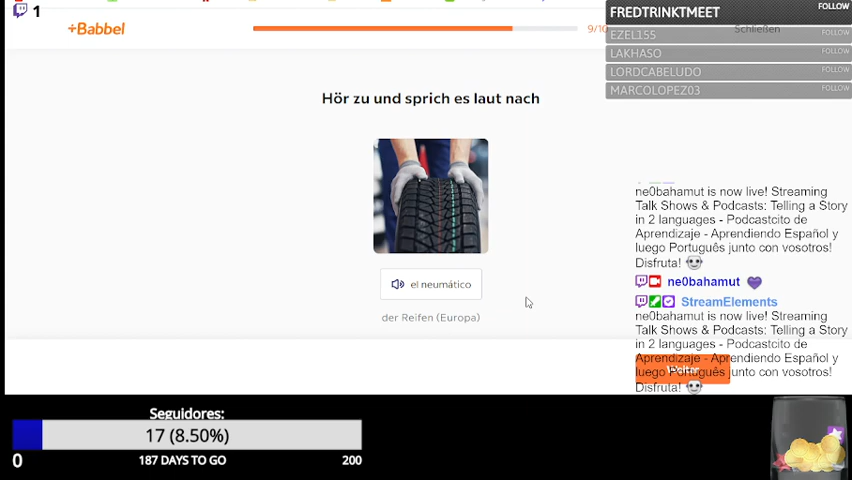 1
+Babbel
9/10
Schließen
FREDTRINKTMEET FOLLOW
EZEL155 FOLLOW
LAKHASO FOLLOW
LORDCABELUDO FOLLOW
MARCOLOPEZ03 FOLLOW
Hör zu und sprich es laut nach
el neumático
der Reifen (Europa)
Weiter
ne0bahamut is now live! Streaming
Talk Shows & Podcasts: Telling a Story
in 2 languages - Podcastcito de
Aprendizaje - Aprendiendo Español y
luego Português junto con vosotros!
Disfruta!
ne0bahamut
StreamElements
ne0bahamut is now live! Streaming
Talk Shows & Podcasts: Telling a Story
in 2 languages - Podcastcito de
Aprendizaje - Aprendiendo Español y
luego Português junto con vosotros!
Disfruta!
Seguidores:
17 (8.50%)
0
187 DAYS TO GO
200